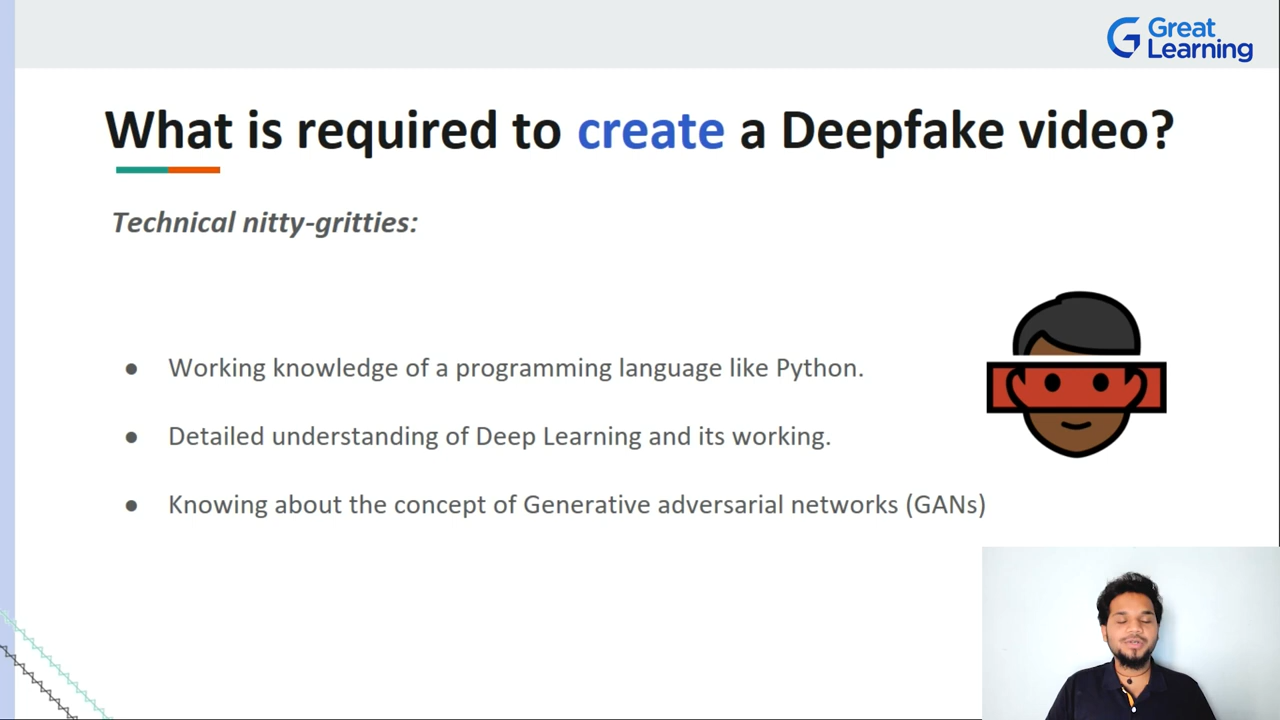 Great
Learning
What is required to create a Deepfake video?
Technical nitty-gritties:
● Working knowledge of a programming language like Python.
● Detailed understanding of Deep Learning and its working.
● Knowing about the concept of Generative adversarial networks (GANs)